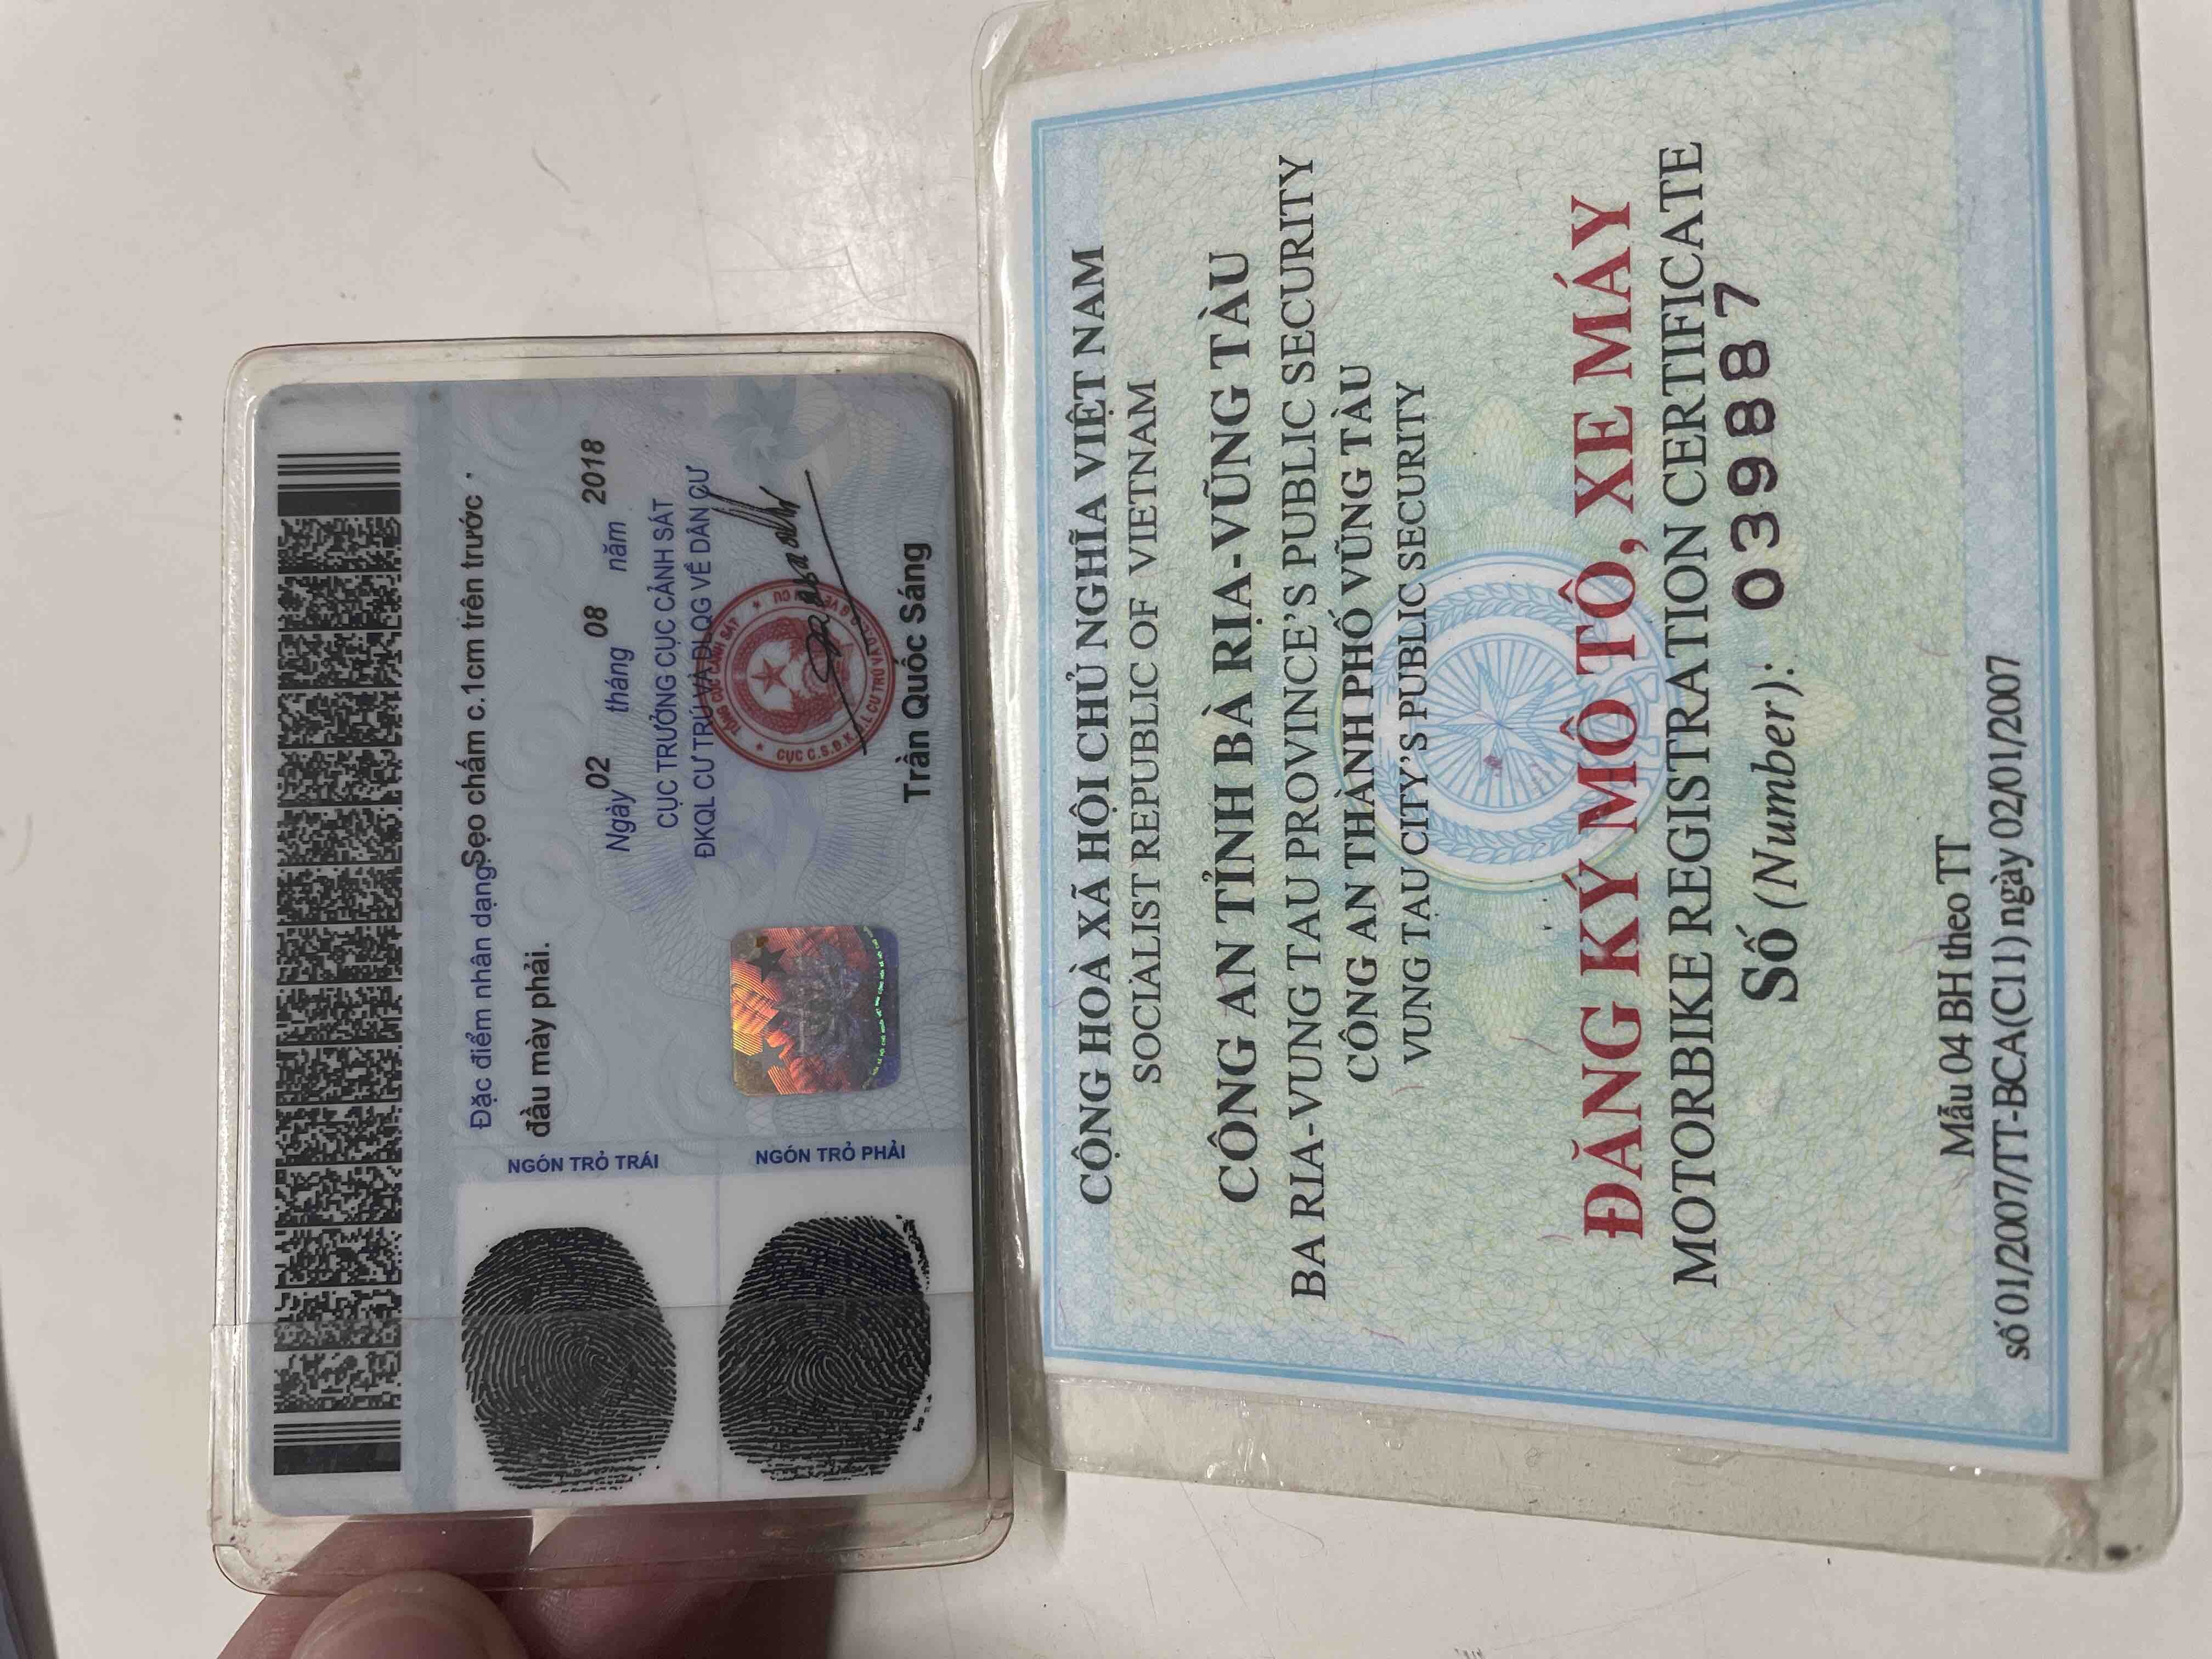 Đặc điểm nhân dạng: Sẹo chấm c.1cm trên trước
đầu mày phải.
Ngày 02 tháng 08 năm 2018
CỤC TRƯỞNG CỤC CẢNH SÁT
ĐKQL CƯ TRÚ VÀ DLQG VỀ DÂN CƯ
Trần Quốc Sáng
NGÓN TRỎ TRÁI
NGÓN TRỎ PHẢI
CỘNG HOÀ XÃ HỘI CHỦ NGHĨA VIỆT NAM
SOCIALIST REPUBLIC OF VIETNAM
CÔNG AN TỈNH BÀ RỊA-VŨNG TÀU
BA RIA-VUNG TAU PROVINCE'S PUBLIC SECURITY
CÔNG AN THÀNH PHỐ VŨNG TÀU
VUNG TAU CITY'S PUBLIC SECURITY
ĐĂNG KÝ MÔ TÔ, XE MÁY
MOTORBIKE REGISTRATION CERTIFICATE
Số (Number): 039887
Mẫu 04 BH theo TT
số 01/2007/TT-BCA(C11) ngày 02/01/2007